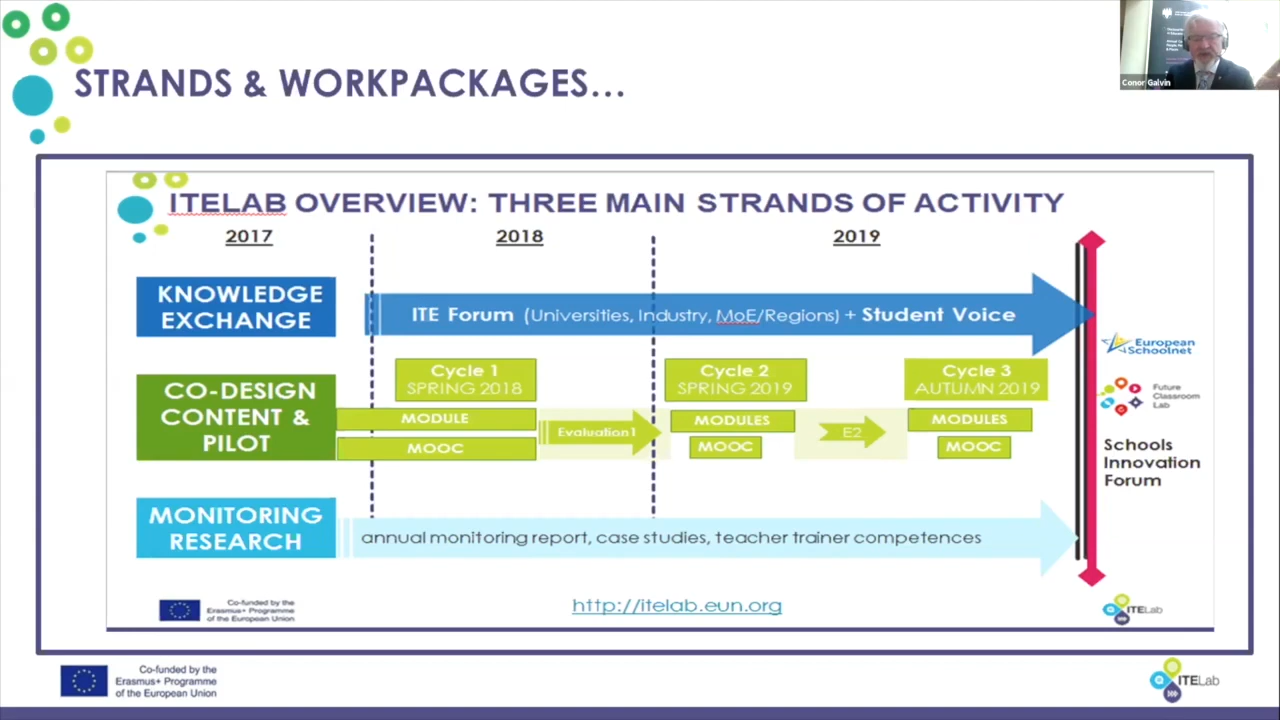 Conor Galvin
STRANDS & WORKPACKAGES...
ITELAB OVERVIEW: THREE MAIN STRANDS OF ACTIVITY
2017
2018
2019
KNOWLEDGE
EXCHANGE
ITE Forum (Universities, Industry, MoE/Regions) + Student Voice
CO-DESIGN
CONTENT &
PILOT
Cycle 1
SPRING 2018
MODULE
MOOC
Evaluation1
Cycle 2
SPRING 2019
MODULES
MOOC
E2
Cycle 3
AUTUMN 2019
MODULES
MOOC
European
Schoolnet
Future
Classroom
Lab
Schools
Innovation
Forum
MONITORING
RESEARCH
annual monitoring report, case studies, teacher trainer competences
Co-funded by the
Erasmus+ Programme
of the European Union
http://itelab.eun.org
ITELab
Co-funded by the
Erasmus+ Programme
of the European Union
ITELab